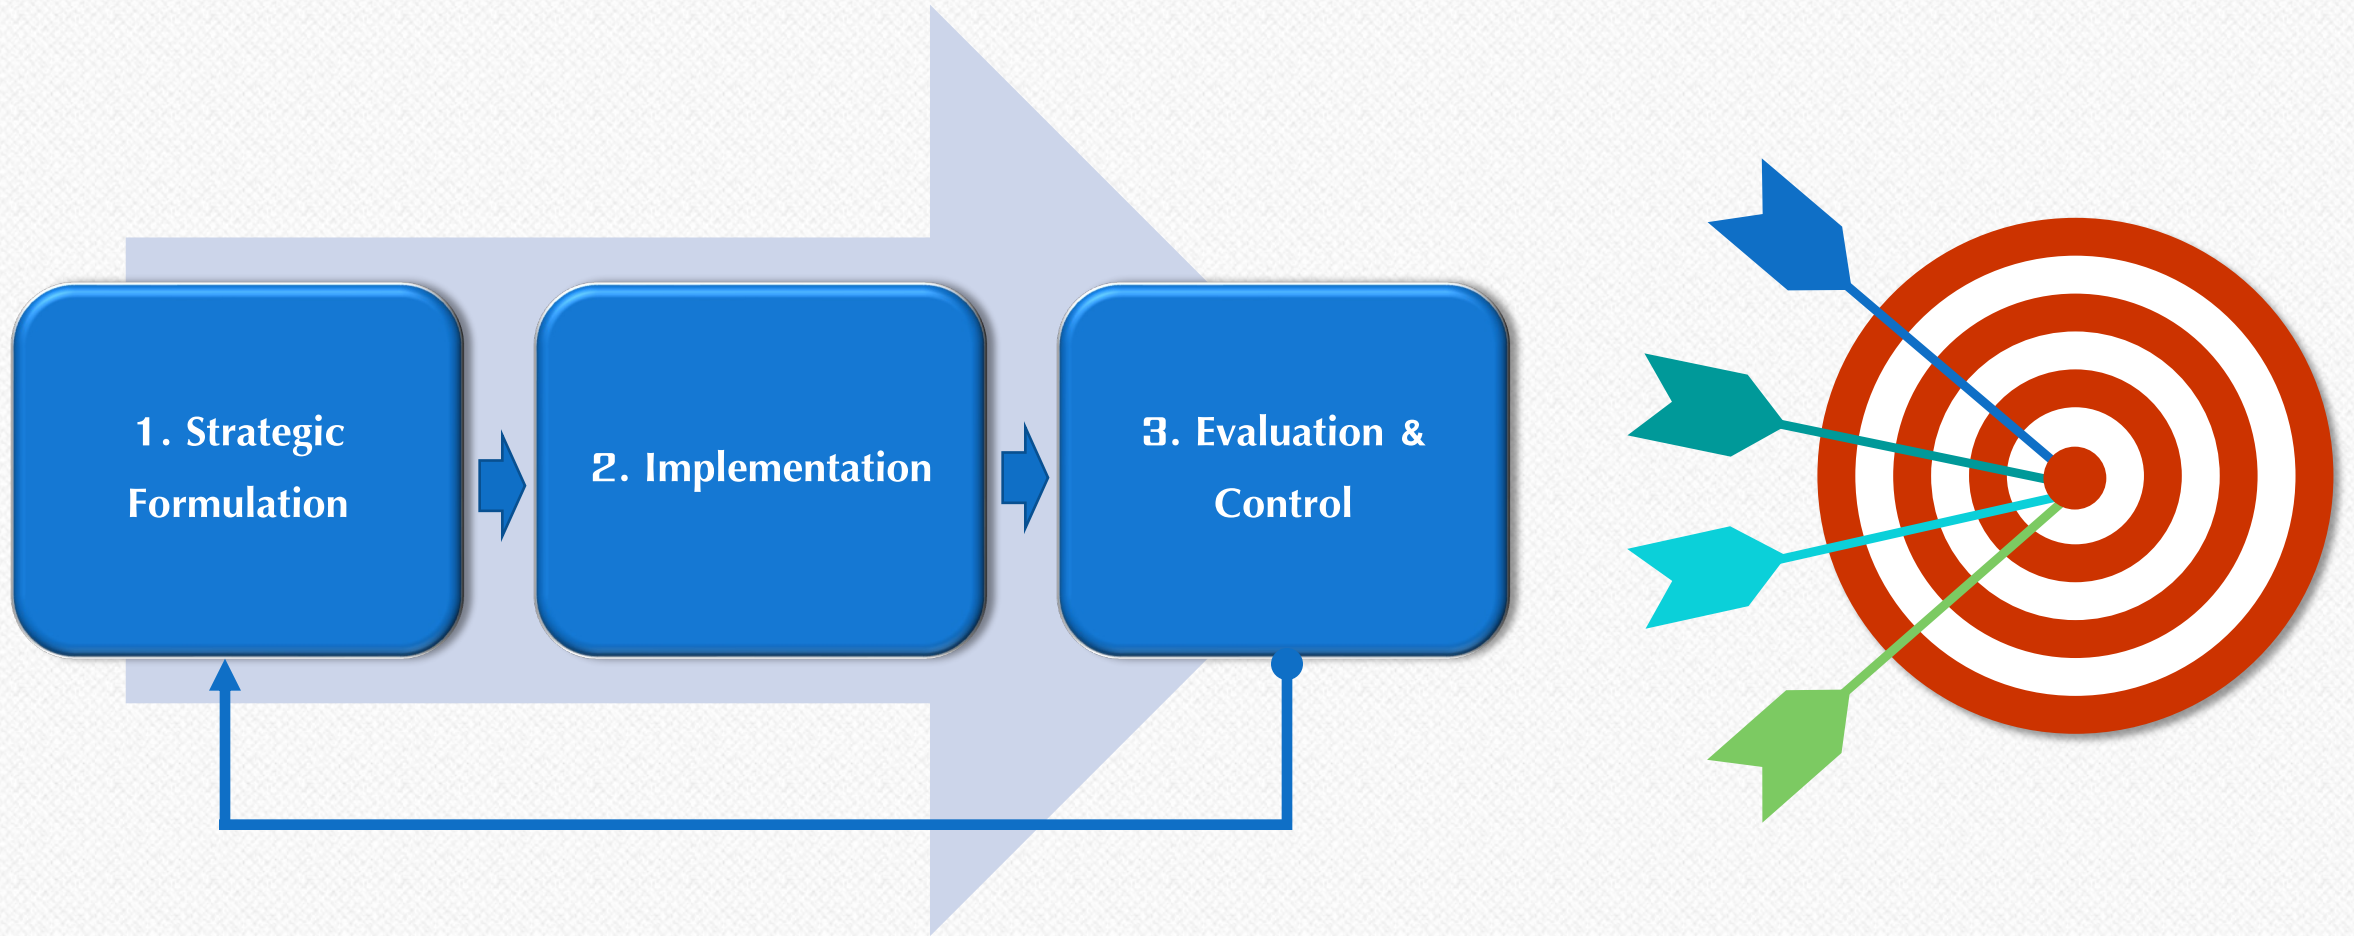 1. Strategic
Formulation
2. Implementation
3. Evaluation &
Control